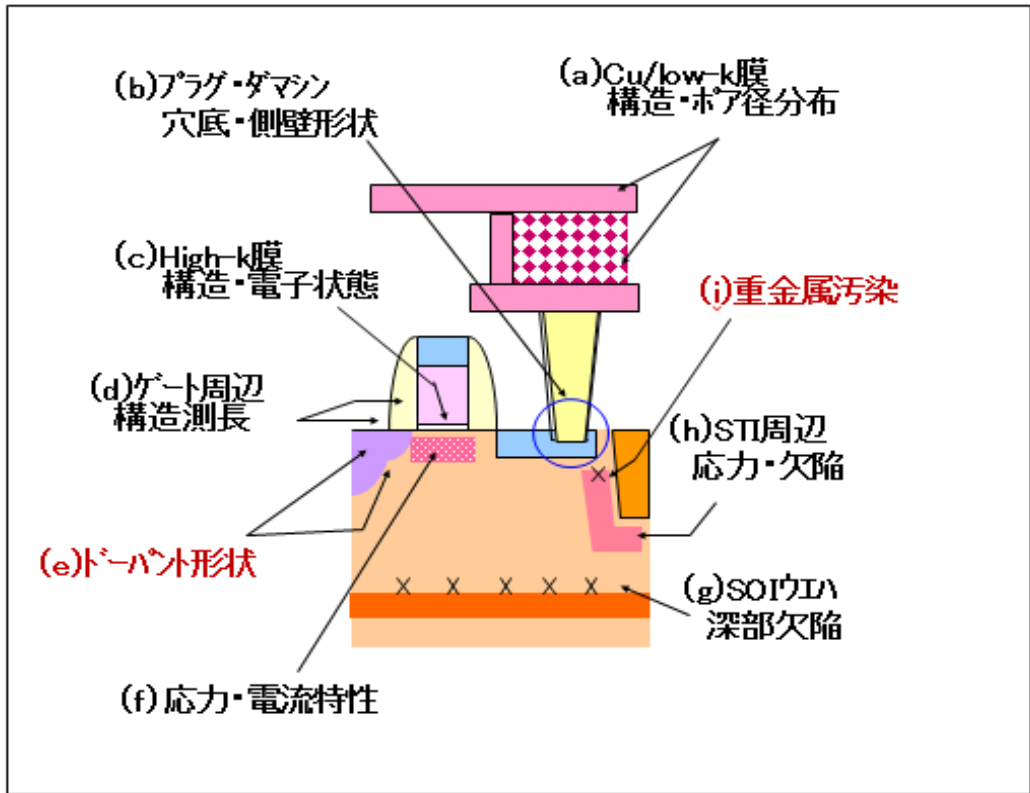 (a)Cu/low-k膜
構造・ポア径分布
(b)プラグ・ダマシン
穴底・側壁形状
(c)High-k膜
構造・電子状態
(d)ゲート周辺
構造測長
(e)ドーパント形状
(f)応力・電流特性
(g)SOIウエハ
深部欠陥
(h)STI周辺
応力・欠陥
(i)重金属汚染